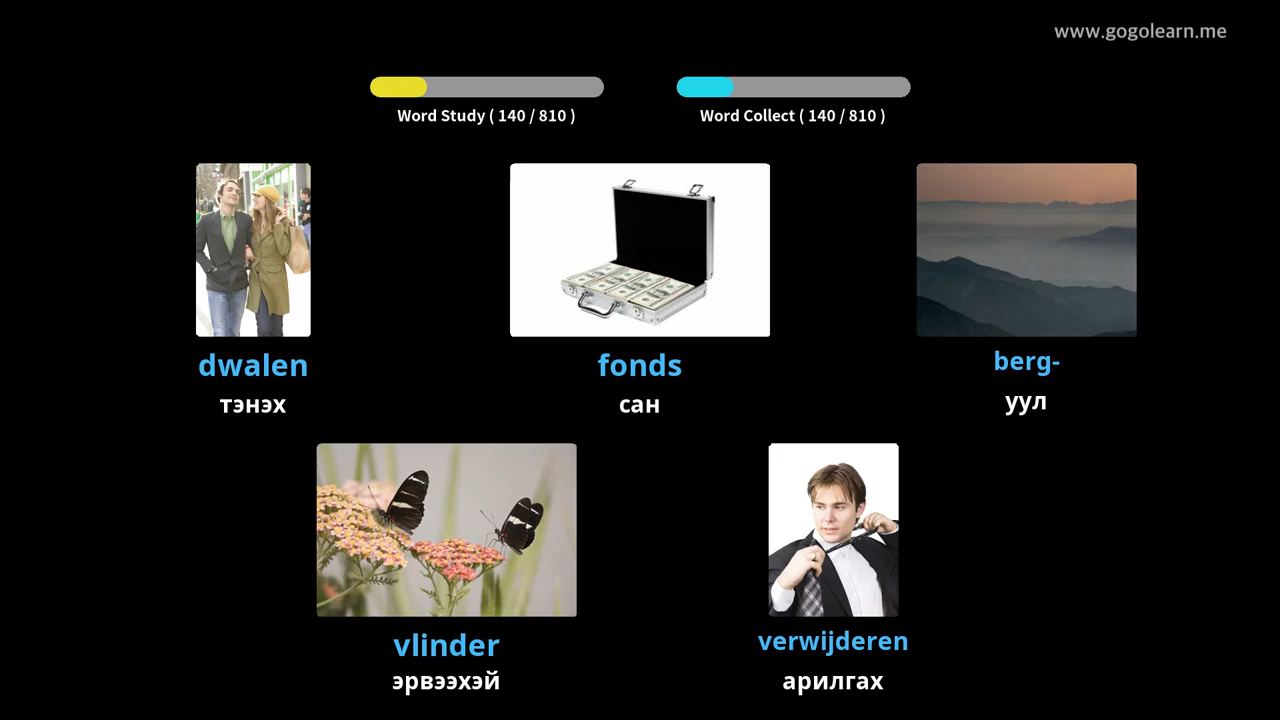 www.gogolearn.me
Word Study ( 140 / 810 )
Word Collect ( 140 / 810 )
dwalen
тэнэх
fonds
сан
berg-
уул
vlinder
эрвээхэй
verwijderen
арилгах